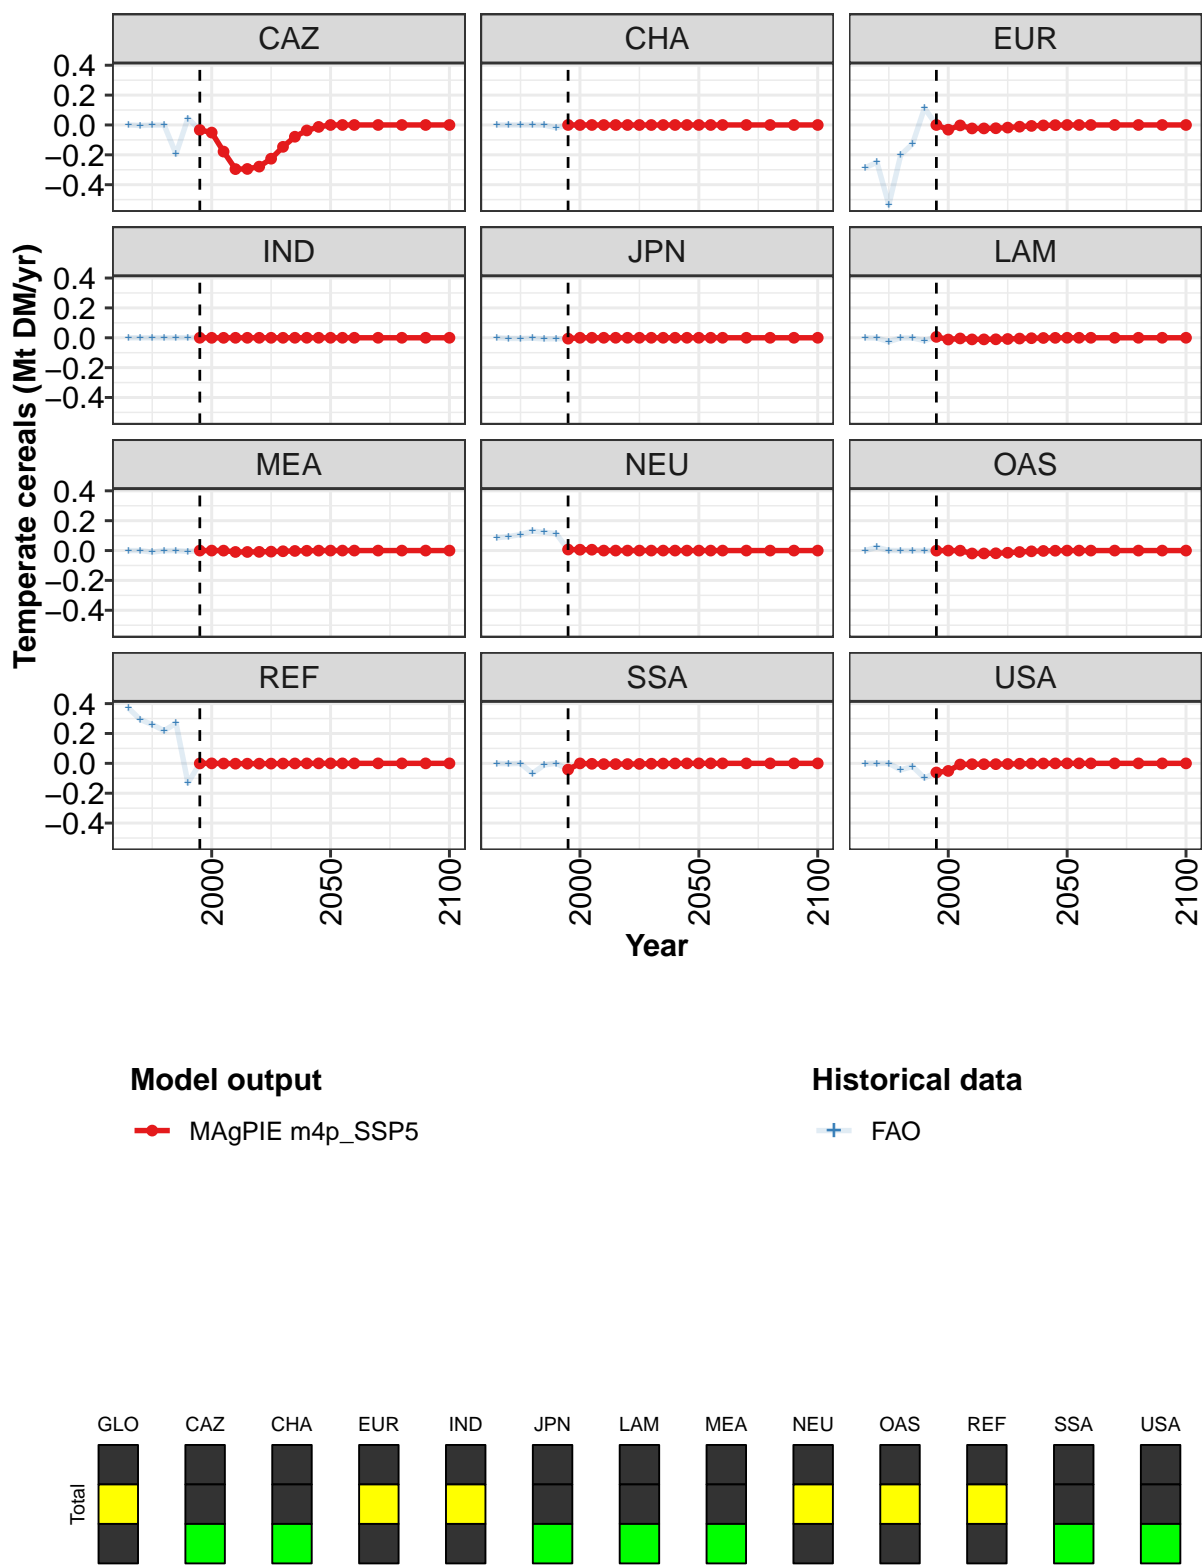 CAZ CHA EUR
0.4
0.2
0.0
−0.2
−0.4
IND JPN LAM
0.4
0.2
0.0
−0.2
−0.4
MEA NEU OAS
0.4
0.2
0.0
−0.2
−0.4
REF SSA USA
0.4
0.2
0.0
−0.2
−0.4
Temperate cereals (Mt DM/yr)
2000 2050 2100 2000 2050 2100 2000 2050 2100
Year
Model output Historical data
MAgPIE m4p_SSP5 FAO
GLO CAZ CHA EUR IND JPN LAM MEA NEU OAS REF SSA USA
Total